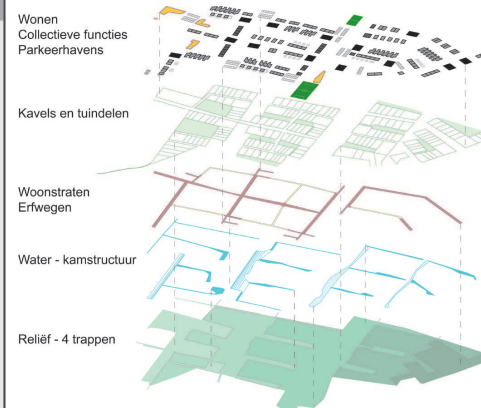 Wonen
Collectieve functies
Parkeerhavens
Kavels en tuindelen
Woonstraten
Erfwegen
Water - kamstructuur
Reliëf - 4 trappen